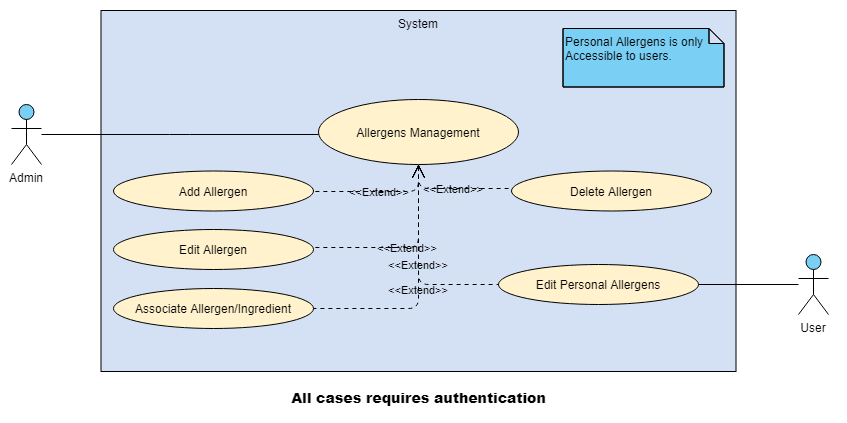 System
Personal Allergens is only
Accessible to users.
Allergens Management
Admin
Add Allergen
<<Extend>>
<<Extend>>
Delete Allergen
Edit Allergen
<<Extend>>
<<Extend>>
Edit Personal Allergens
<<Extend>>
Associate Allergen/Ingredient
User
All cases requires authentication